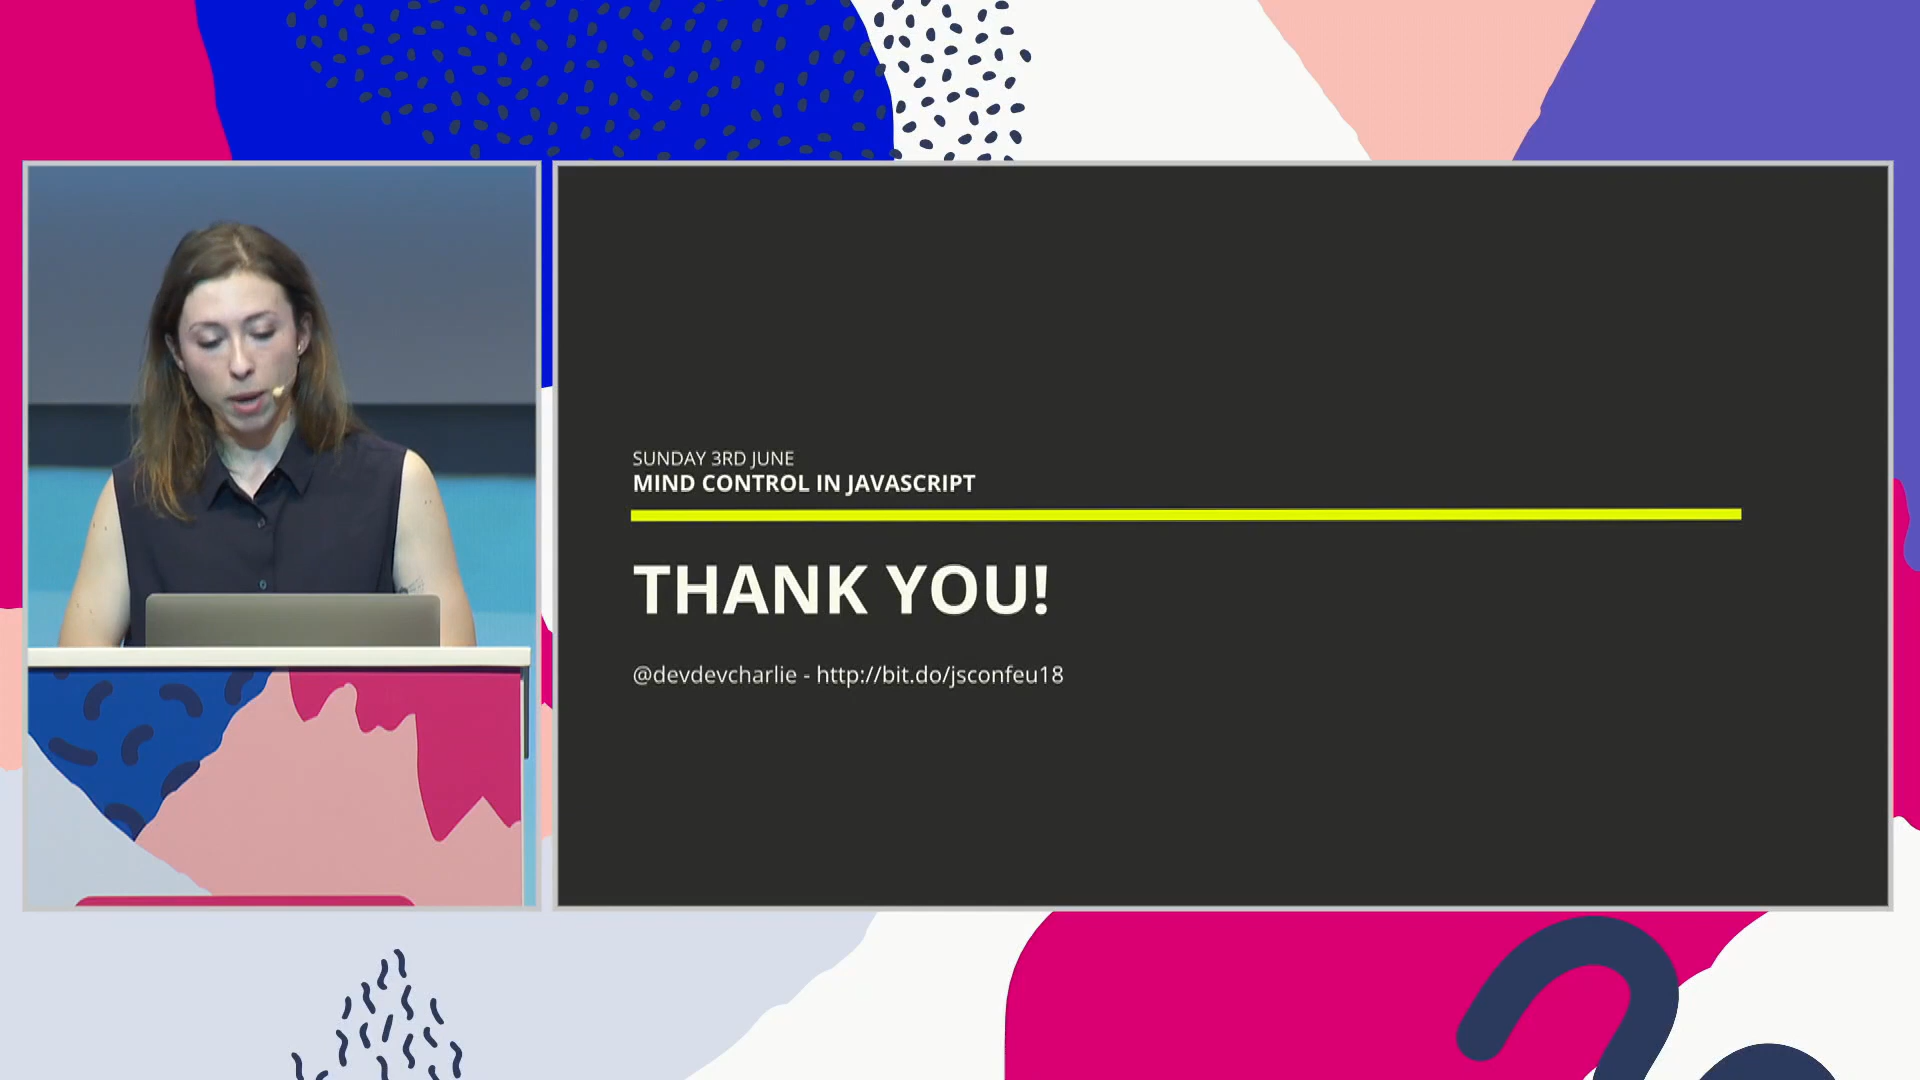 SUNDAY 3RD JUNE
MIND CONTROL IN JAVASCRIPT
THANK YOU!
@devdevcharlie - http://bit.do/jsconfeu18